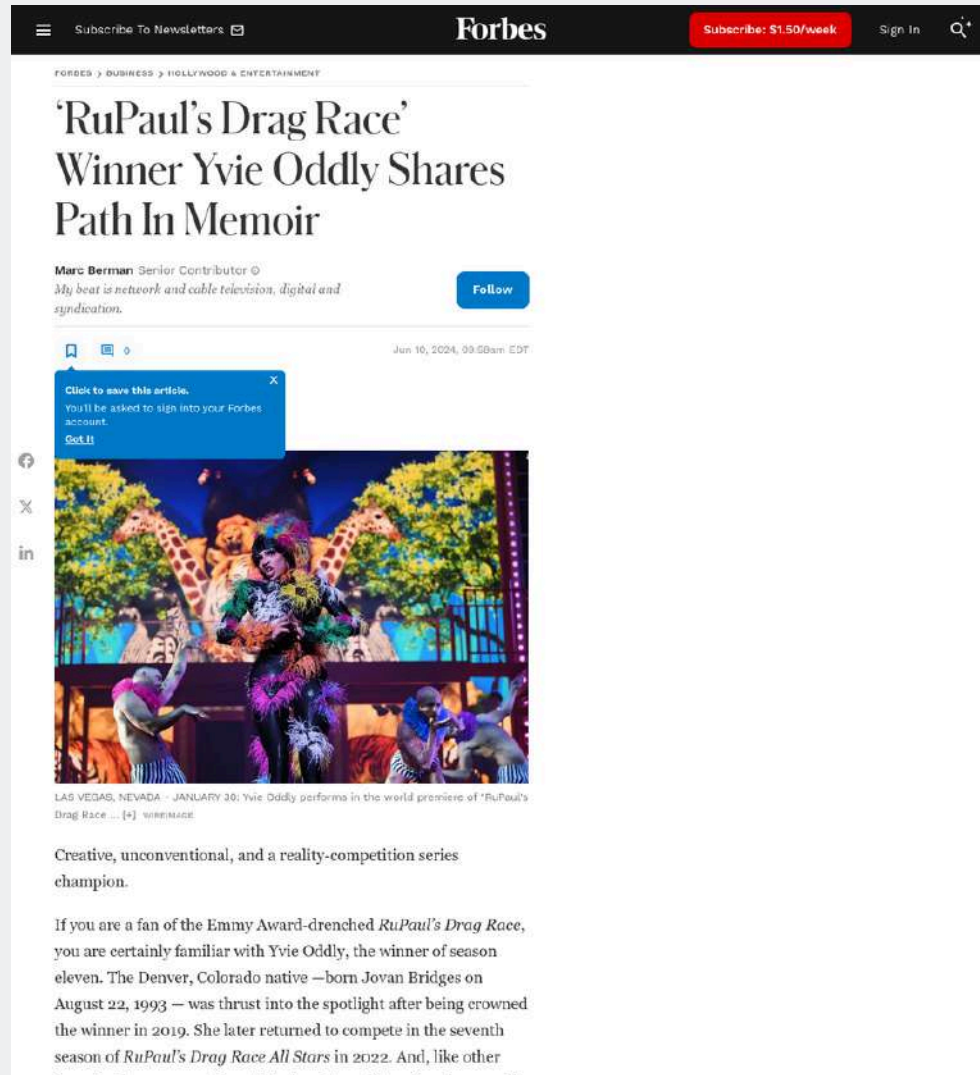 Subscribe To Newsletters
Forbes
Subscribe: $1.50/week
Sign In
FORBES > BUSINESS > HOLLYWOOD & ENTERTAINMENT
‘RuPaul’s Drag Race’
Winner Yvie Oddly Shares
Path In Memoir
Marc Berman Senior Contributor
My beat is network and cable television, digital and
syndication.
Follow
0
Jun 10, 2024, 09:58am EDT
X
Click to save this article.
You'll be asked to sign into your Forbes
account.
Got it
in
LAS VEGAS, NEVADA - JANUARY 30: Yvie Oddly performs in the world premiere of "RuPaul's
Drag Race ... [+] WIREIMAGE
Creative, unconventional, and a reality-competition series
champion.
If you are a fan of the Emmy Award-drenched RuPaul’s Drag Race,
you are certainly familiar with Yvie Oddly, the winner of season
eleven. The Denver, Colorado native —born Jovan Bridges on
August 22, 1993 — was thrust into the spotlight after being crowned
the winner in 2019. She later returned to compete in the seventh
season of RuPaul’s Drag Race All Stars in 2022. And, like other